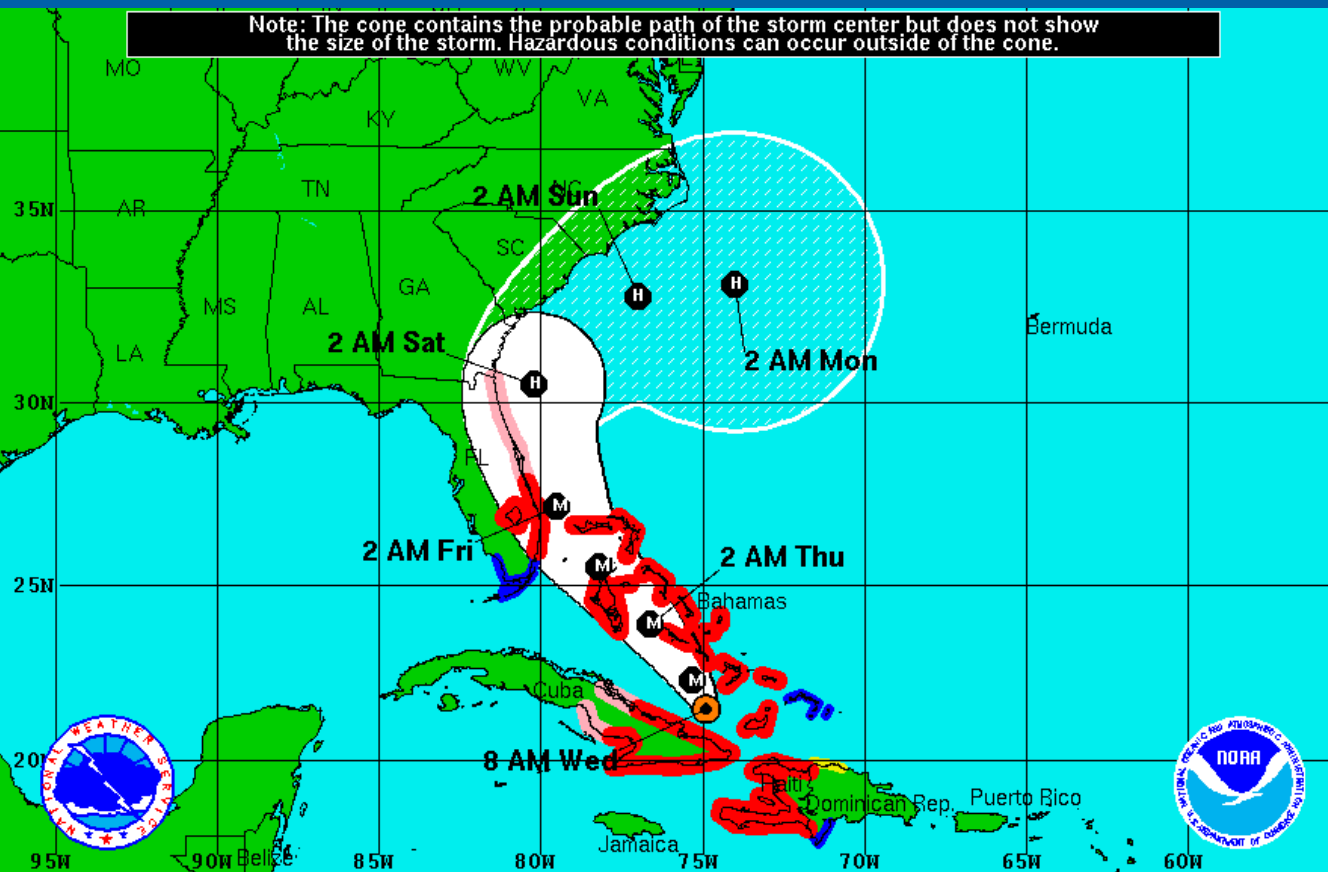 Note: The cone contains the probable path of the storm center but does not show
the size of the storm. Hazardous conditions can occur outside of the cone.
MO
WV
VA
KY
TN
NC
2 AM Sun
35N
AR
SC
GA
MS
AL
H
H
Bermuda
2 AM Sat
LA
2 AM Mon
H
30N
FL
M
2 AM Fri
2 AM Thu
M
25N
Bahamas
M
M
Cuba
NATIONAL WEATHER SERVICE
NOAA
20N
8 AM Wed
Haiti
Dominican Rep.
Puerto Rico
Jamaica
Belize
95W
90W
85W
80W
75W
70W
65W
60W